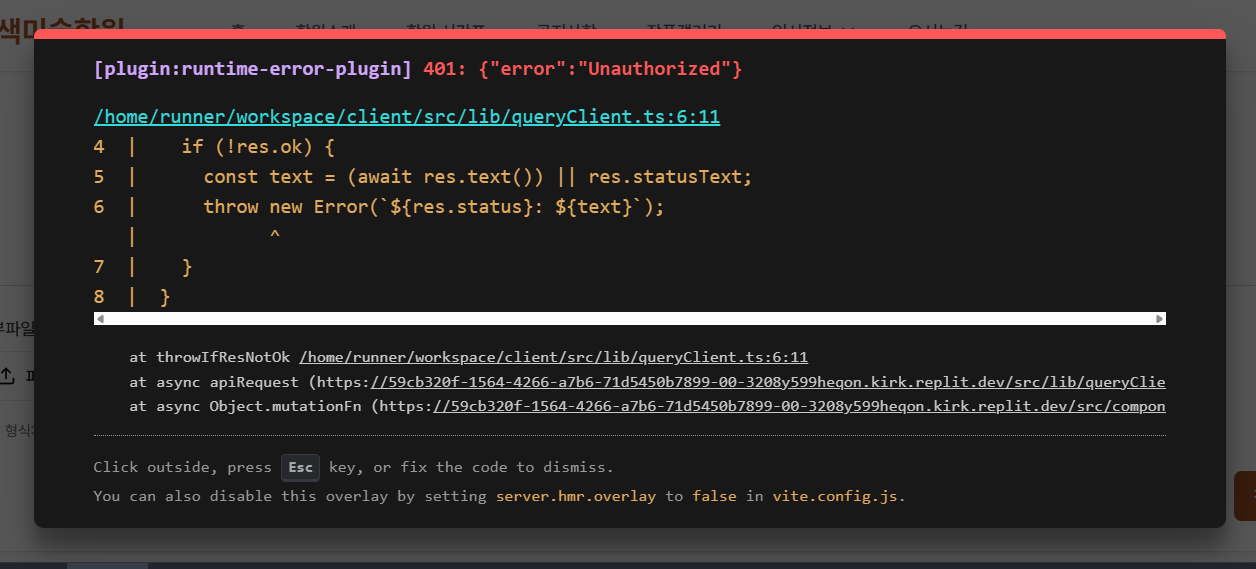 [plugin:runtime-error-plugin] 401: {"error":"Unauthorized"}
/home/runner/workspace/client/src/lib/queryClient.ts:6:11
4 | if (!res.ok) {
5 | const text = (await res.text()) || res.statusText;
6 | throw new Error(`${res.status}: ${text}`);
| ^
7 | }
8 | }
at throwIfResNotOk /home/runner/workspace/client/src/lib/queryClient.ts:6:11
at async apiRequest (https://59cb320f-1564-4266-a7b6-71d5450b7899-00-3208y599heqon.kirk.replit.dev/src/lib/queryClie
at async Object.mutationFn (https://59cb320f-1564-4266-a7b6-71d5450b7899-00-3208y599heqon.kirk.replit.dev/src/compon
형식:
Click outside, press Esc key, or fix the code to dismiss.
You can also disable this overlay by setting server.hmr.overlay to false in vite.config.js.